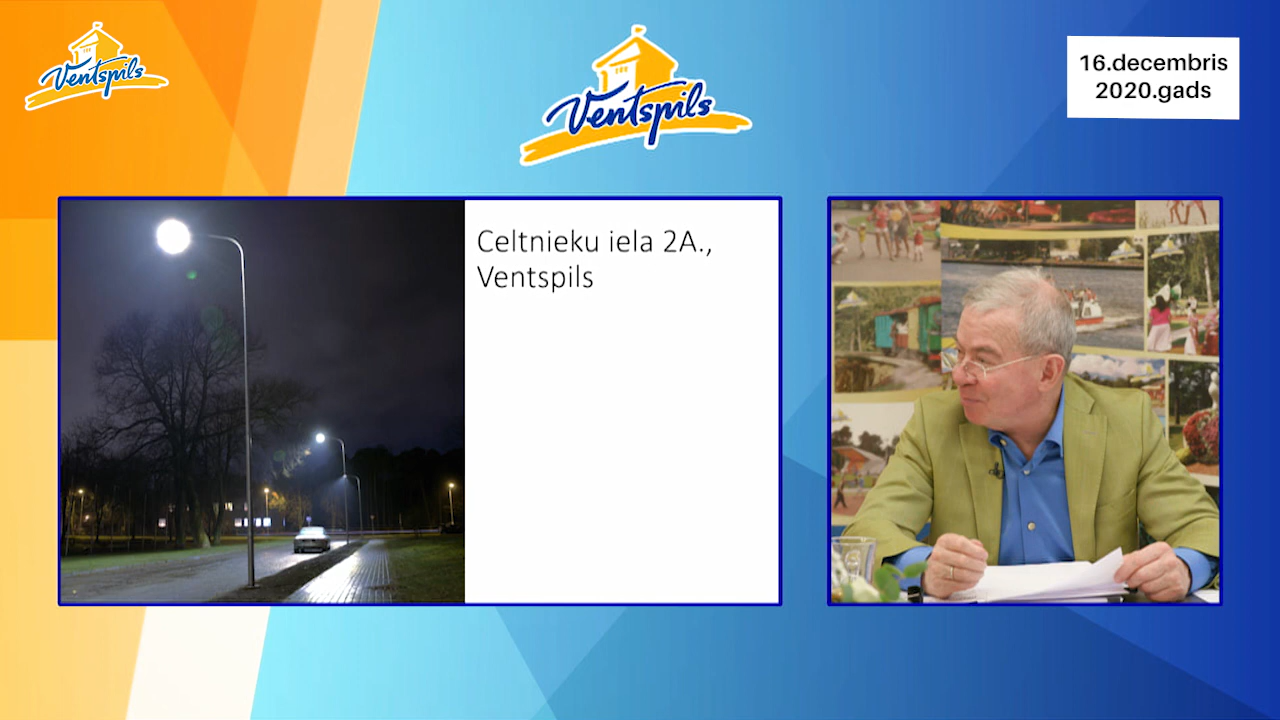 Ventspils
Ventspils
16.decembris
2020.gads
Celtnieku iela 2A.,
Ventspils